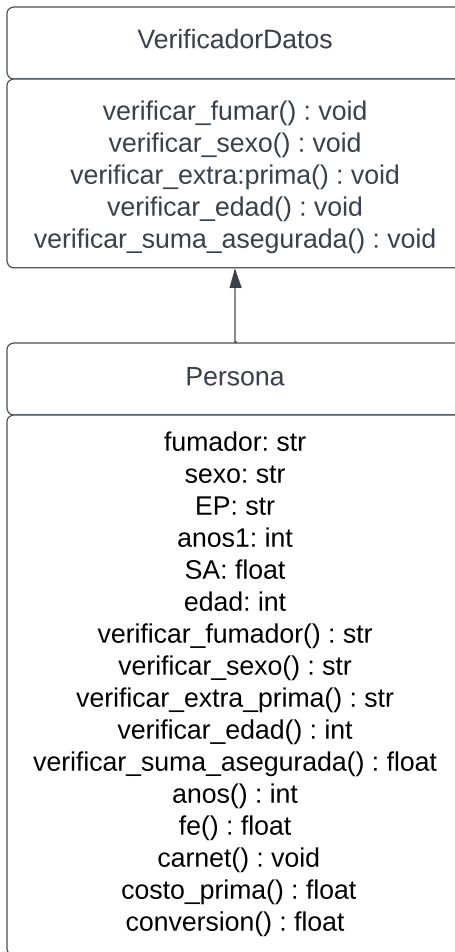 VerificadorDatos
verificar_fumar() : void
verificar_sexo() : void
verificar_extra:prima() : void
verificar_edad() : void
verificar_suma_asegurada() : void
Persona
fumador: str
sexo: str
EP: str
anos1: int
SA: float
edad: int
verificar_fumador() : str
verificar_sexo() : str
verificar_extra_prima() : str
verificar_edad() : int
verificar_suma_asegurada() : float
anos() : int
fe() : float
carnet() : void
costo_prima() : float
conversion() : float